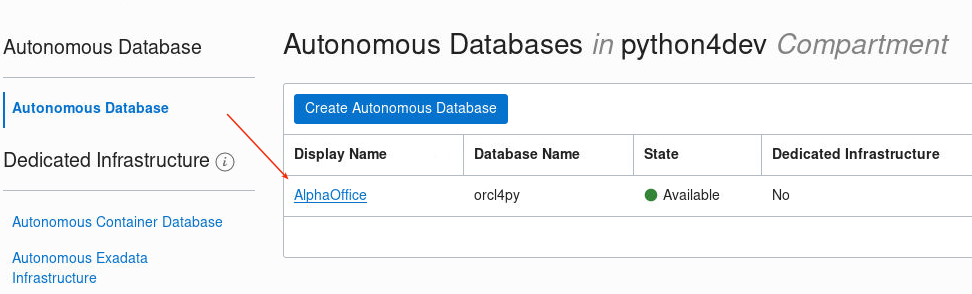 Autonomous Database
Autonomous Database
Dedicated Infrastructure i
Autonomous Container Database
Autonomous Exadata
Infrastructure
Autonomous Databases in python4dev Compartment
Create Autonomous Database
Display Name Database Name State Dedicated Infrastructure
AlphaOffice orcl4py Available No